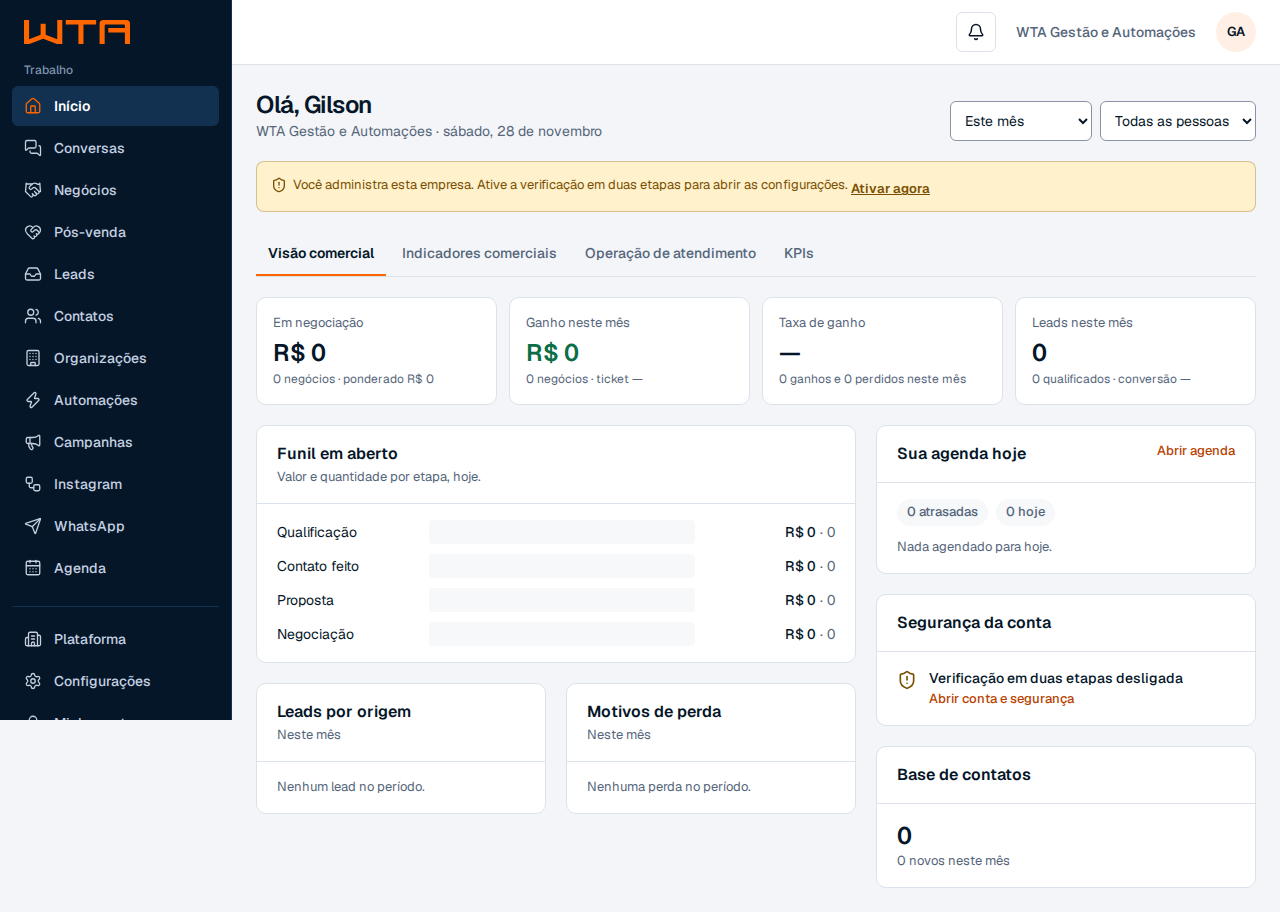 WTA
WTA Gestão e Automações
GA
Trabalho
Início
Conversas
Negócios
Pós-venda
Leads
Contatos
Organizações
Automações
Campanhas
Instagram
WhatsApp
Agenda
Plataforma
Configurações
Olá, Gilson
WTA Gestão e Automações · sábado, 28 de novembro
Este mês
Todas as pessoas
Você administra esta empresa. Ative a verificação em duas etapas para abrir as configurações. Ativar agora
Visão comercial
Indicadores comerciais
Operação de atendimento
KPIs
Em negociação
R$ 0
0 negócios · ponderado R$ 0
Ganho neste mês
R$ 0
0 negócios · ticket —
Taxa de ganho
—
0 ganhos e 0 perdidos neste mês
Leads neste mês
0
0 qualificados · conversão —
Funil em aberto
Valor e quantidade por etapa, hoje.
Qualificação R$ 0 · 0
Contato feito R$ 0 · 0
Proposta R$ 0 · 0
Negociação R$ 0 · 0
Leads por origem
Neste mês
Nenhum lead no período.
Motivos de perda
Neste mês
Nenhuma perda no período.
Sua agenda hoje
Abrir agenda
0 atrasadas
0 hoje
Nada agendado para hoje.
Segurança da conta
Verificação em duas etapas desligada
Abrir conta e segurança
Base de contatos
0
0 novos neste mês